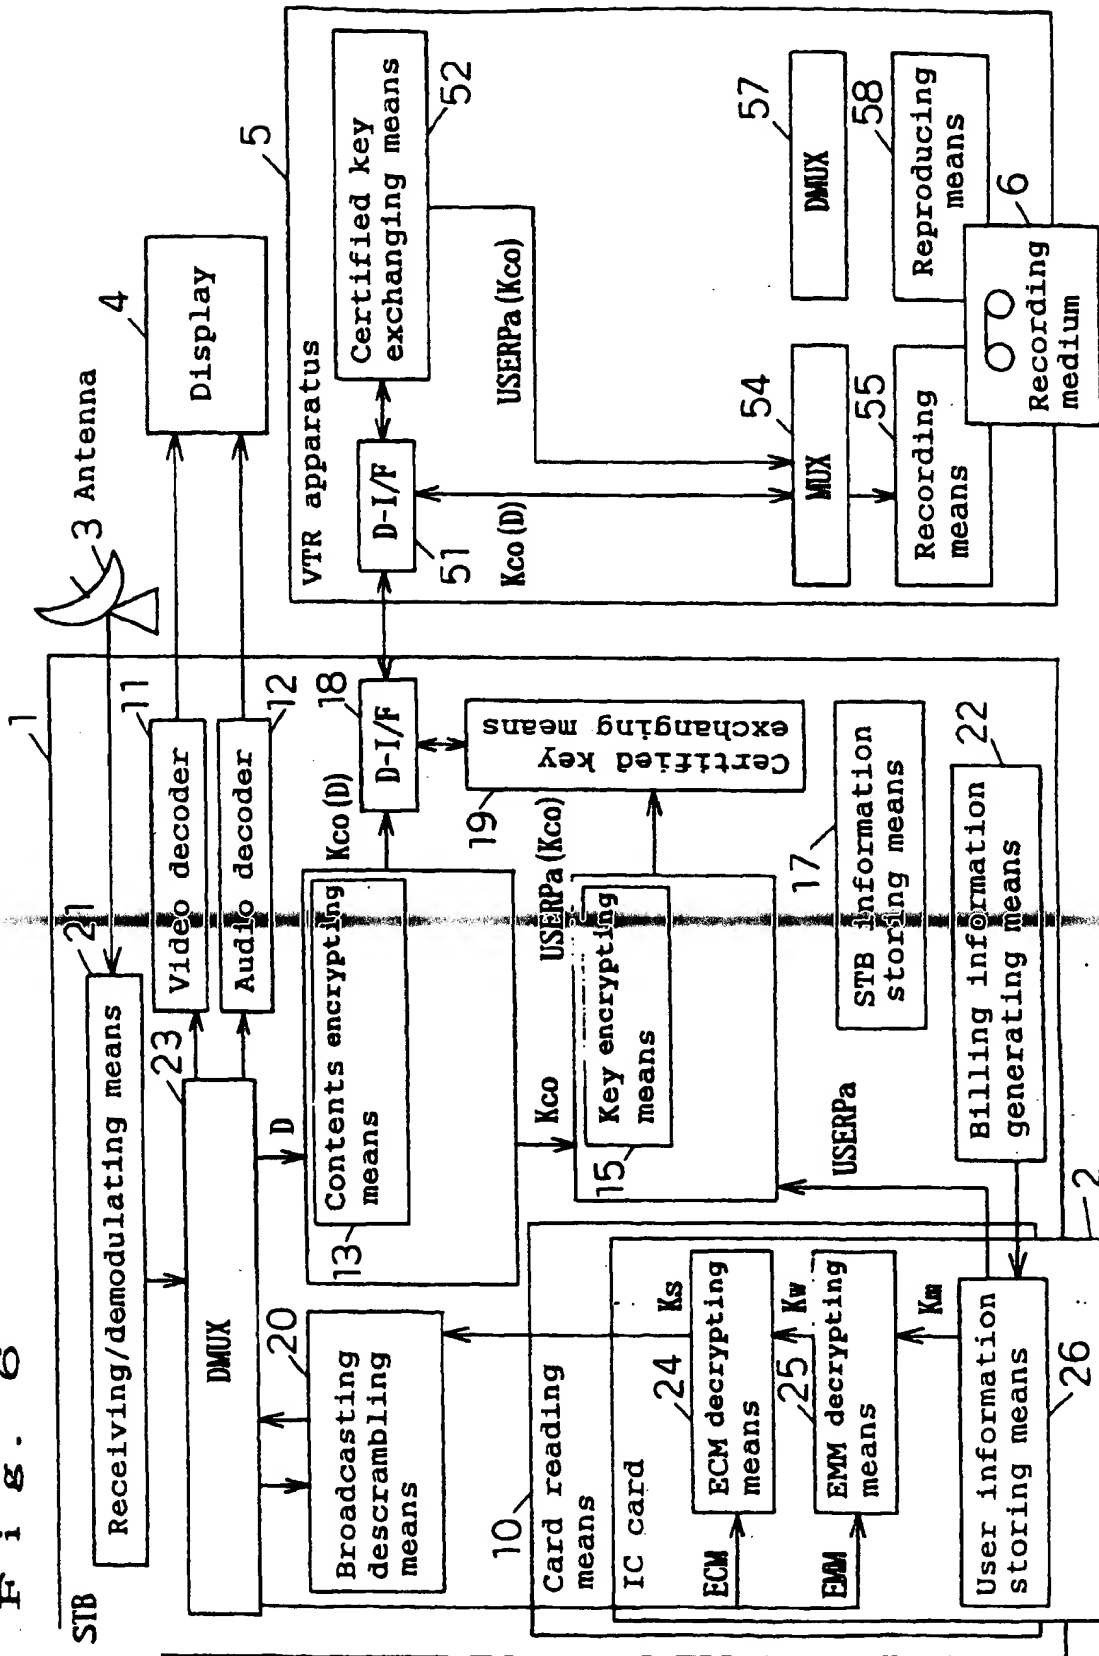 Fig. 6
STB
1
Receiving/demodulating means
21
3 Antenna
DMUX
23
Video decoder
11
Audio decoder
12
4
Display
Broadcasting
descrambling
means
20
D
Contents encrypting
means
13
Kco(D)
D-I/F
18
Certified key
exchanging means
19
Kco
USERPa(Kco)
Key encrypting
means
15
STB information
storing means
17
Billing information
generating means
22
USERPa
10
Card reading
means
IC card
2
ECM
ECM decrypting
means
24
Ks
EMM
EMM decrypting
means
25
Kw
Km
User information
storing means
26
5
VTR apparatus
D-I/F
51
Certified key
exchanging means
52
Kco(D)
USERPa(Kco)
MUX
54
Recording
means
55
DMUX
57
Reproducing
means
58
Recording
medium
6